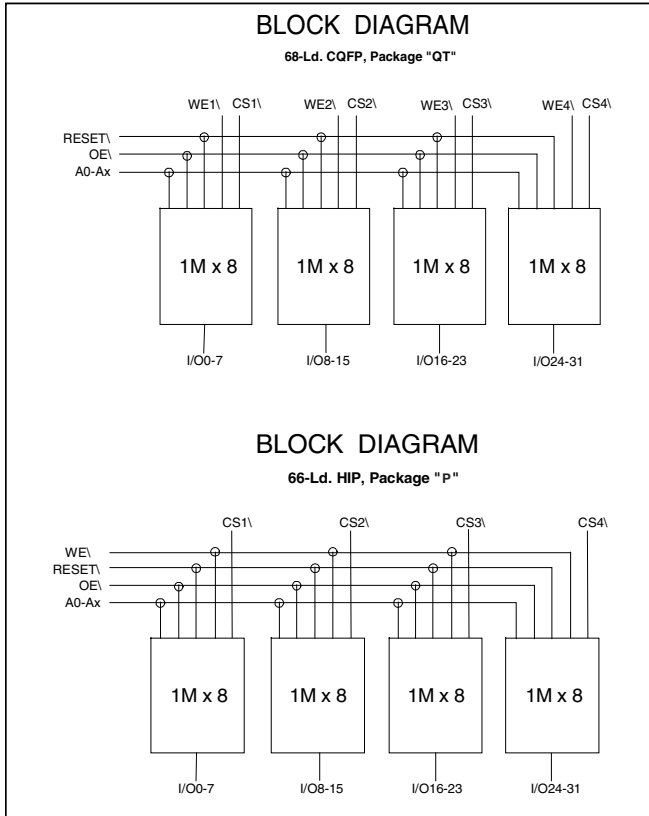 BLOCK DIAGRAM
68-Ld. CQFP, Package "QT"
WE1\ CS1\ WE2\ CS2\ WE3\ CS3\ WE4\ CS4\
RESET\
OE\
A0-Ax
1M x 8 1M x 8 1M x 8 1M x 8
I/O0-7 I/O8-15 I/O16-23 I/O24-31
BLOCK DIAGRAM
66-Ld. HIP, Package "P"
CS1\ CS2\ CS3\ CS4\
WE\
RESET\
OE\
A0-Ax
1M x 8 1M x 8 1M x 8 1M x 8
I/O0-7 I/O8-15 I/O16-23 I/O24-31